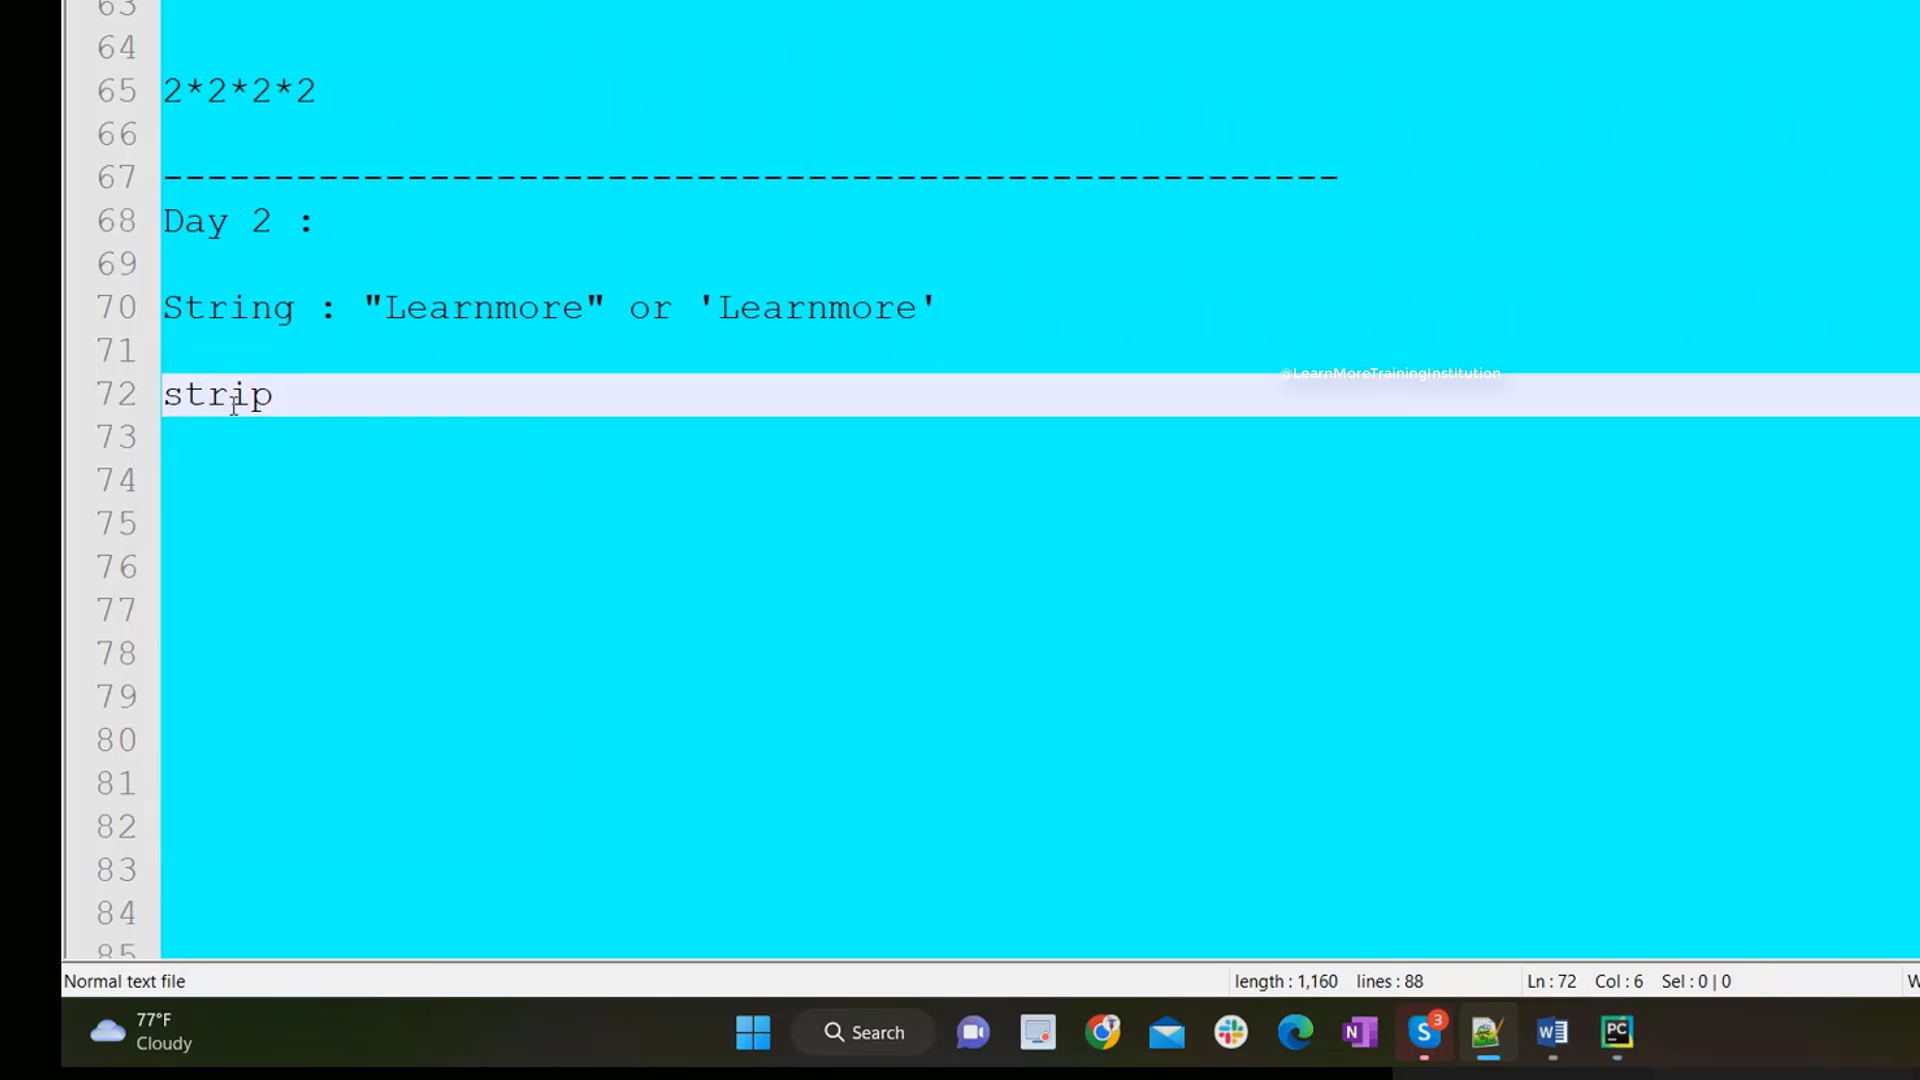 63
64
65 2*2*2*2
66
67 -----------------------------------------------------
68 Day 2 :
69
70 String : "Learnmore" or 'Learnmore'
71
@LearnMoreTrainingInstitution
72 strip
73
74
75
76
77
78
79
80
81
82
83
84
85
Normal text file length : 1,160 lines : 88 Ln : 72 Col : 6 Sel : 0 | 0 W
77°F
Cloudy
Search
3